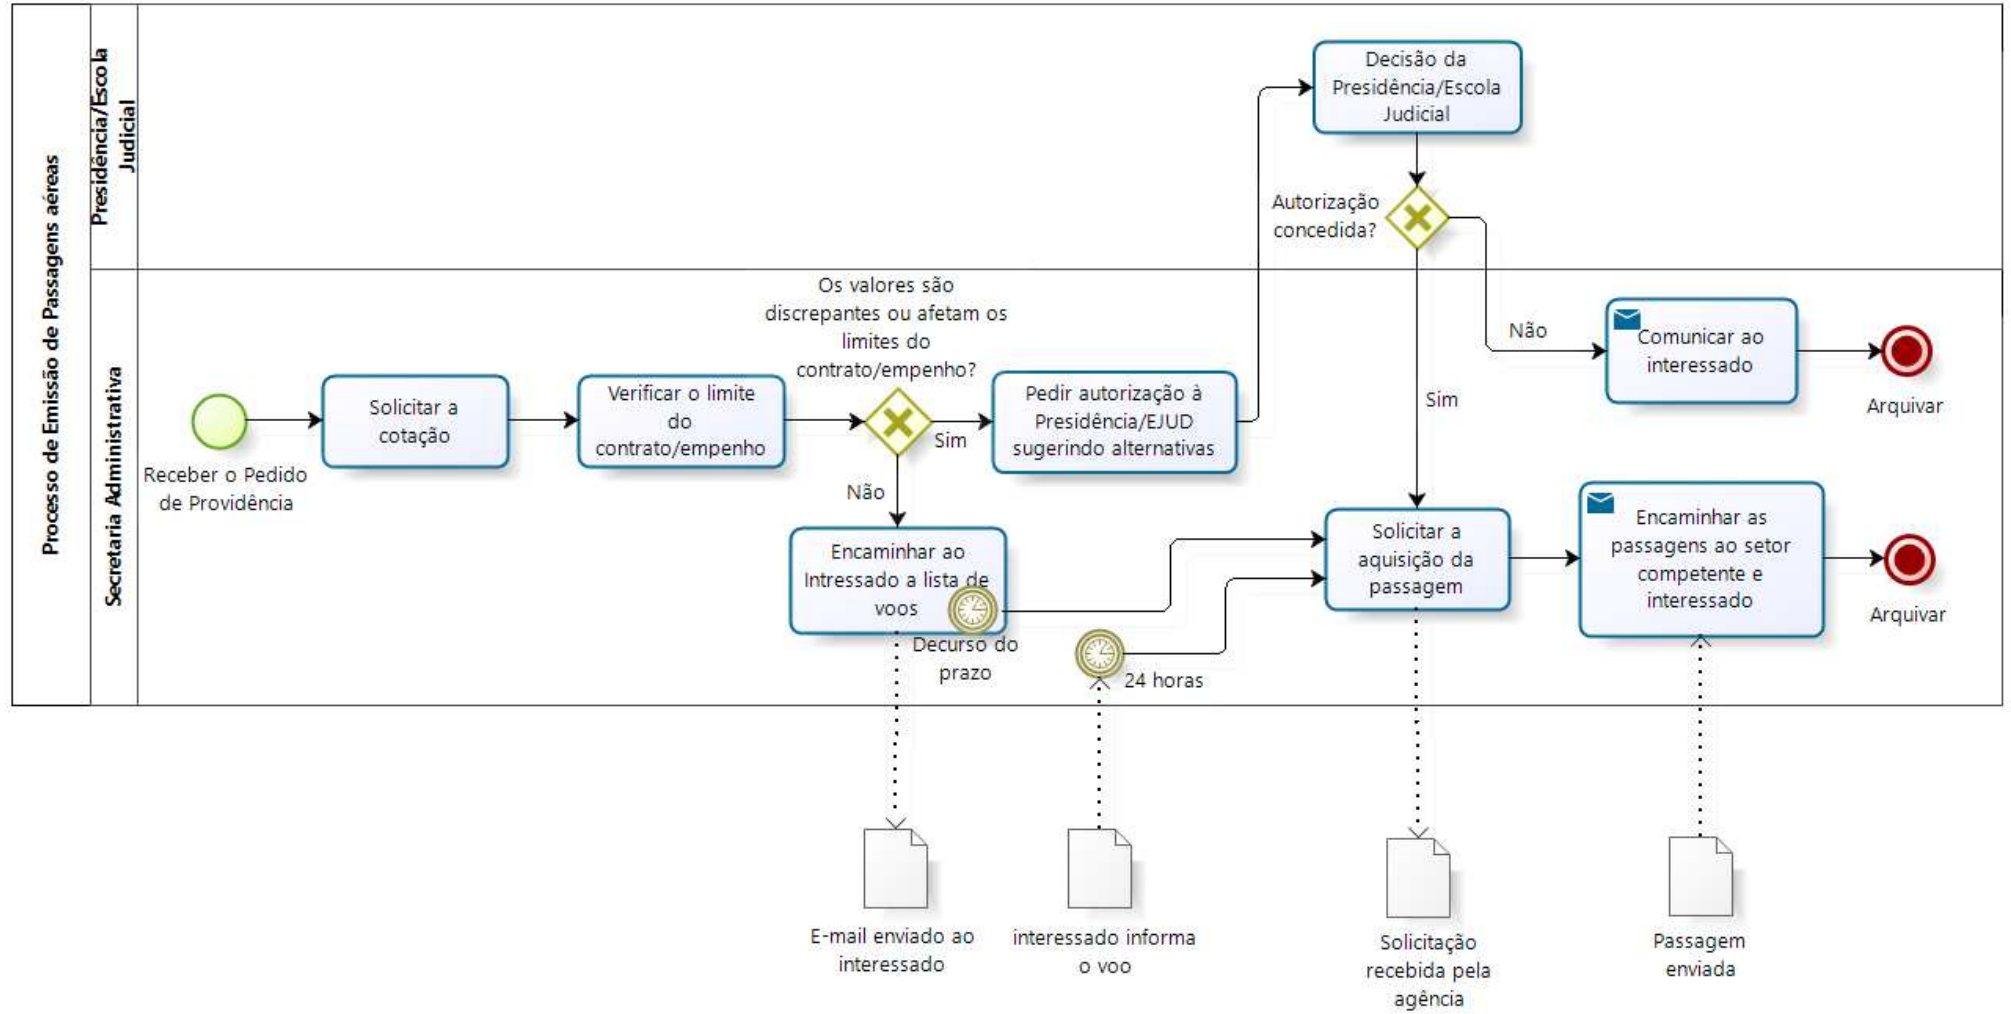 Processo de Emissão de Passagens aéreas
Presidência/Escola
Judicial
Decisão da
Presidência/Escola
Judicial
Autorização
concedida?
Secretaria Administrativa
Receber o Pedido
de Providência
Solicitar a
cotação
Verificar o limite
do
contrato/empenho
Os valores são
discrepantes ou afetam os
limites do
contrato/empenho?
Sim
Não
Pedir autorização à
Presidência/EJUD
sugerindo alternativas
Não
Sim
Comunicar ao
interessado
Arquivar
Encaminhar ao
Intressado a lista de
voos
Decurso do
prazo
24 horas
Solicitar a
aquisição da
passagem
Encaminhar as
passagens ao setor
competente e
interessado
Arquivar
E-mail enviado ao
interessado
interessado informa
o voo
Solicitação
recebida pela
agência
Passagem
enviada